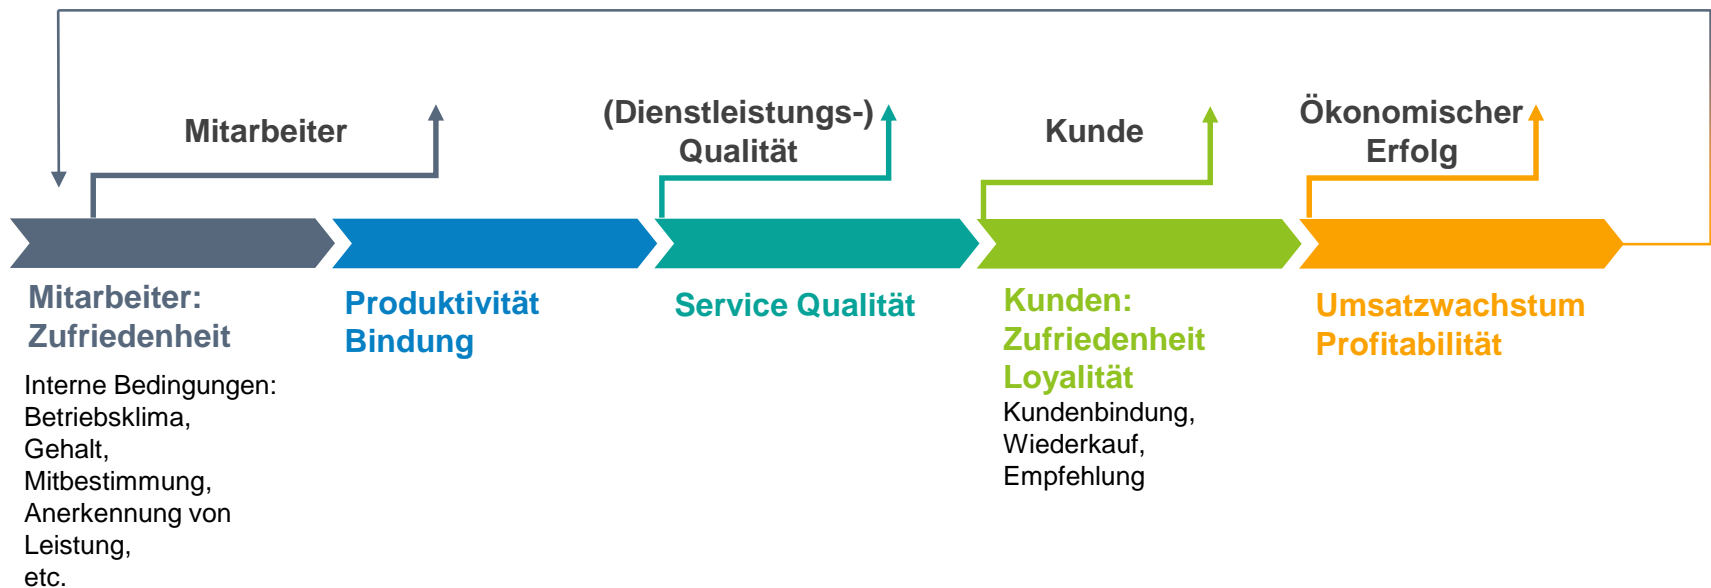 Mitarbeiter
(Dienstleistungs-)
Qualität
Kunde
Ökonomischer
Erfolg
Mitarbeiter:
Zufriedenheit
Interne Bedingungen:
Betriebsklima,
Gehalt,
Mitbestimmung,
Anerkennung von
Leistung,
etc.
Produktivität
Bindung
Service Qualität
Kunden:
Zufriedenheit
Loyalität
Kundenbindung,
Wiederkauf,
Empfehlung
Umsatzwachstum
Profitabilität